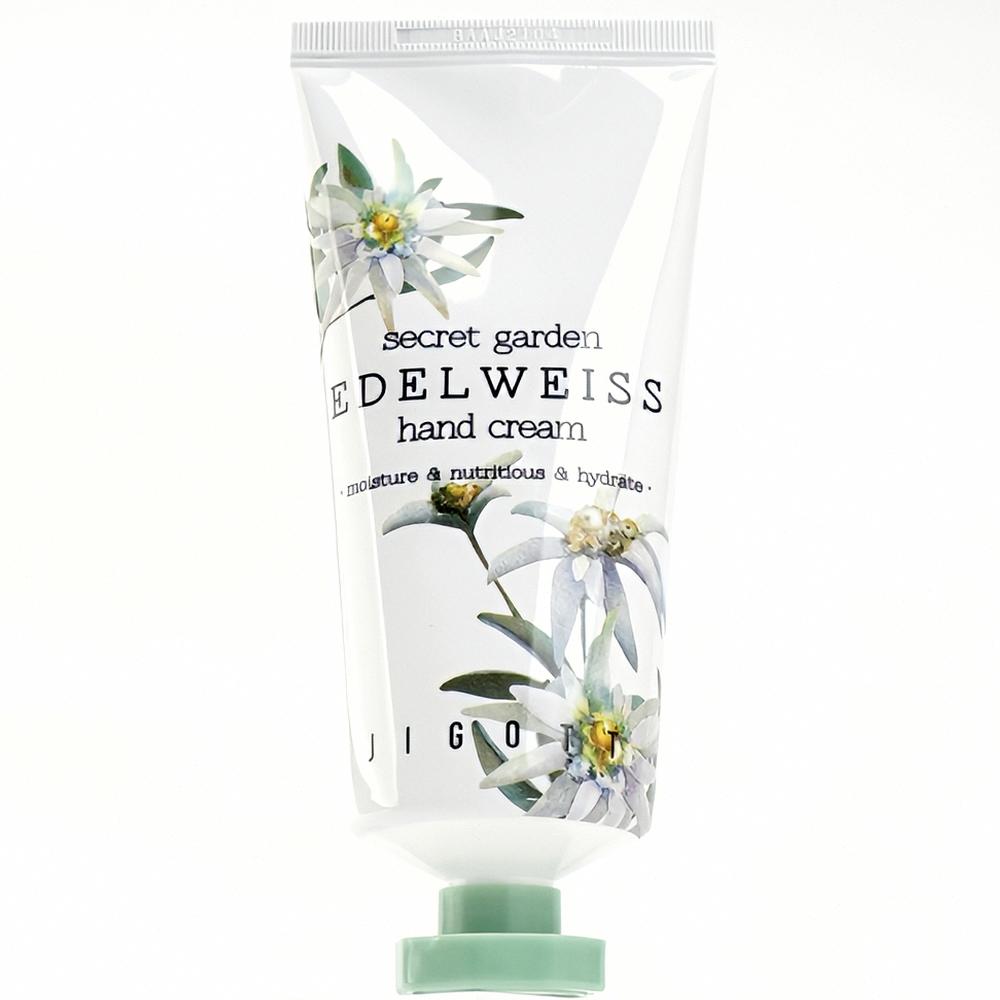 secret garden
EDELWEISS
hand cream
· moisture & nutritious & hydrate ·
JIGOTT